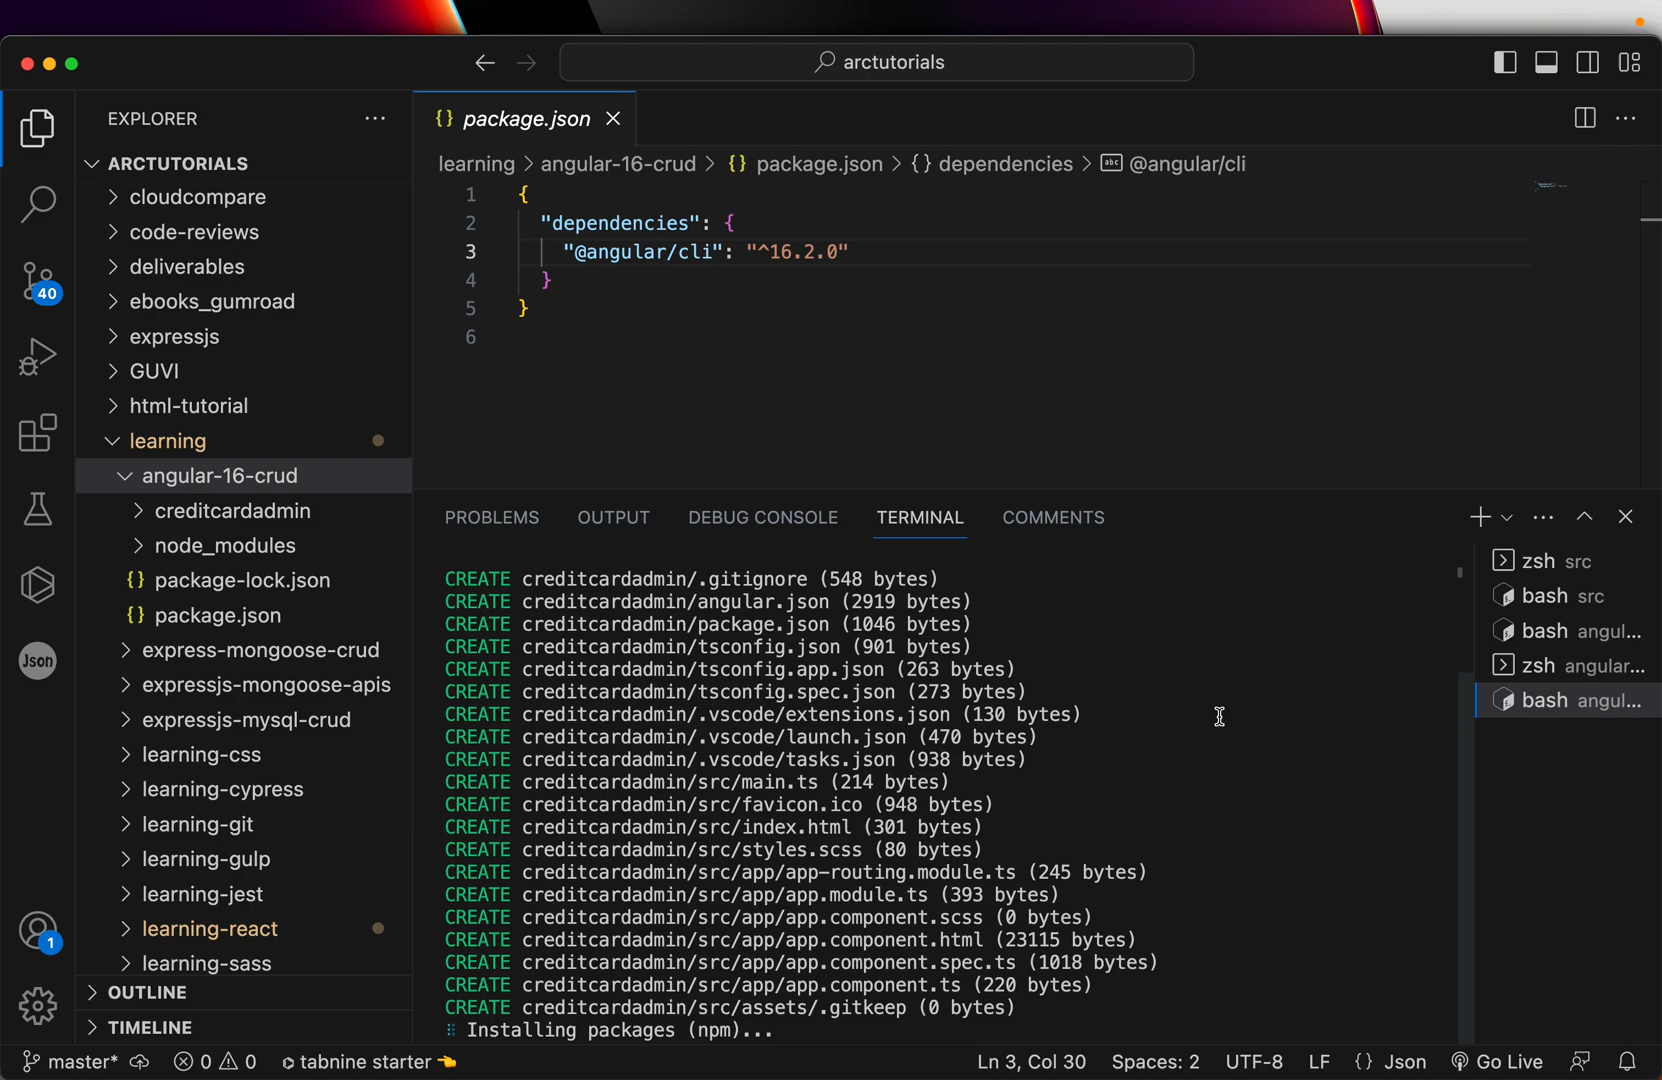 arctutorials
EXPLORER
ARCTUTORIALS
cloudcompare
code-reviews
deliverables
ebooks_gumroad
expressjs
GUVI
html-tutorial
learning
angular-16-crud
creditcardadmin
node_modules
{} package-lock.json
{} package.json
express-mongoose-crud
expressjs-mongoose-apis
expressjs-mysql-crud
learning-css
learning-cypress
learning-git
learning-gulp
learning-jest
learning-react
learning-sass
OUTLINE
TIMELINE
40
Json
1
{} package.json
learning > angular-16-crud > {} package.json > {} dependencies > abc @angular/cli
1 {
2 "dependencies": {
3 "@angular/cli": "^16.2.0"
4 }
5 }
6
PROBLEMS OUTPUT DEBUG CONSOLE TERMINAL COMMENTS
CREATE creditcardadmin/.gitignore (548 bytes)
CREATE creditcardadmin/angular.json (2919 bytes)
CREATE creditcardadmin/package.json (1046 bytes)
CREATE creditcardadmin/tsconfig.json (901 bytes)
CREATE creditcardadmin/tsconfig.app.json (263 bytes)
CREATE creditcardadmin/tsconfig.spec.json (273 bytes)
CREATE creditcardadmin/.vscode/extensions.json (130 bytes)
CREATE creditcardadmin/.vscode/launch.json (470 bytes)
CREATE creditcardadmin/.vscode/tasks.json (938 bytes)
CREATE creditcardadmin/src/main.ts (214 bytes)
CREATE creditcardadmin/src/favicon.ico (948 bytes)
CREATE creditcardadmin/src/index.html (301 bytes)
CREATE creditcardadmin/src/styles.scss (80 bytes)
CREATE creditcardadmin/src/app/app-routing.module.ts (245 bytes)
CREATE creditcardadmin/src/app/app.module.ts (393 bytes)
CREATE creditcardadmin/src/app/app.component.scss (0 bytes)
CREATE creditcardadmin/src/app/app.component.html (23115 bytes)
CREATE creditcardadmin/src/app/app.component.spec.ts (1018 bytes)
CREATE creditcardadmin/src/app/app.component.ts (220 bytes)
CREATE creditcardadmin/src/assets/.gitkeep (0 bytes)
Installing packages (npm)...
zsh src
bash src
bash angul...
zsh angular...
bash angul...
master* 0 0 tabnine starter Ln 3, Col 30 Spaces: 2 UTF-8 LF {} Json Go Live